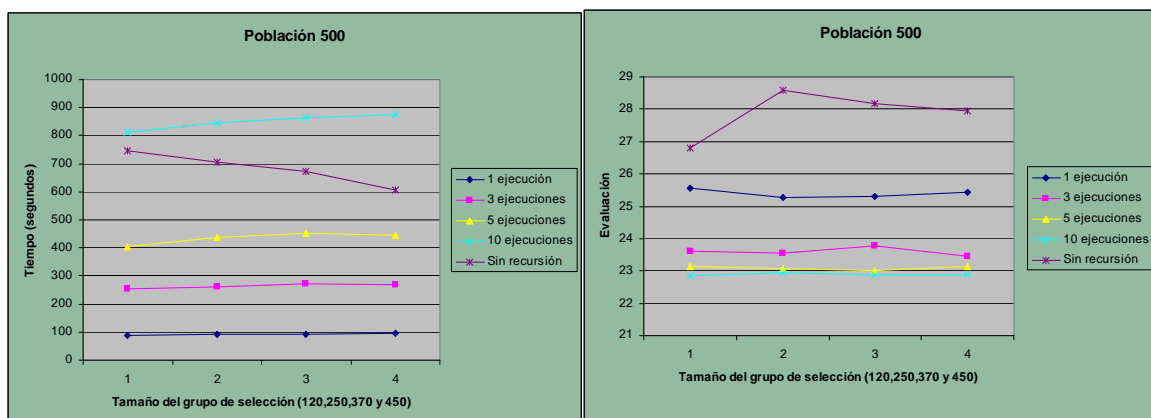 Población 500
Tiempo (segundos)
1000
900
800
700
600
500
400
300
200
100
0
1 2 3 4
Tamaño del grupo de selección (120,250,370 y 450)
1 ejecución
3 ejecuciones
5 ejecuciones
10 ejecuciones
Sin recursión
Población 500
Evaluación
29
28
27
26
25
24
23
22
21
1 2 3 4
Tamaño del grupo de selección (120,250,370 y 450)
1 ejecución
3 ejecuciones
5 ejecuciones
10 ejecuciones
Sin recursión